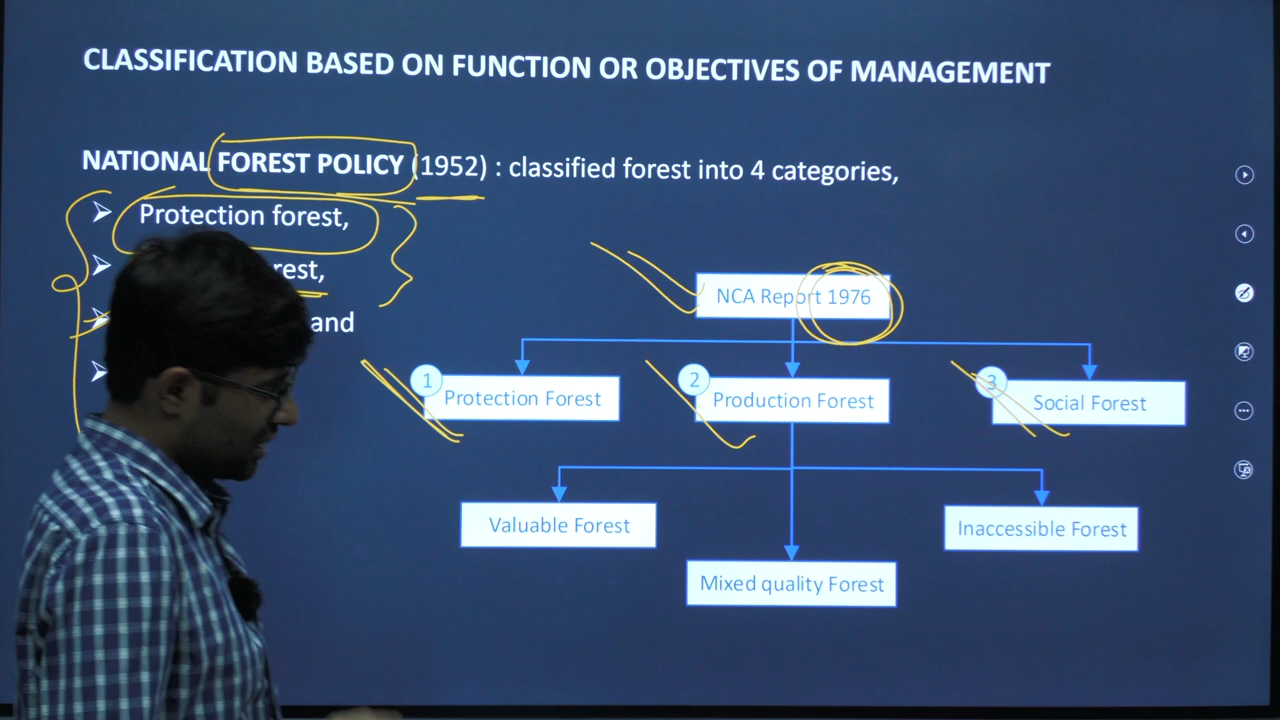 CLASSIFICATION BASED ON FUNCTION OR OBJECTIVES OF MANAGEMENT
NATIONAL FOREST POLICY (1952) : classified forest into 4 categories,
Protection forest,
rest,
and
NCA Report 1976
1
Protection Forest
2
Production Forest
3
Social Forest
Valuable Forest
Mixed quality Forest
Inaccessible Forest